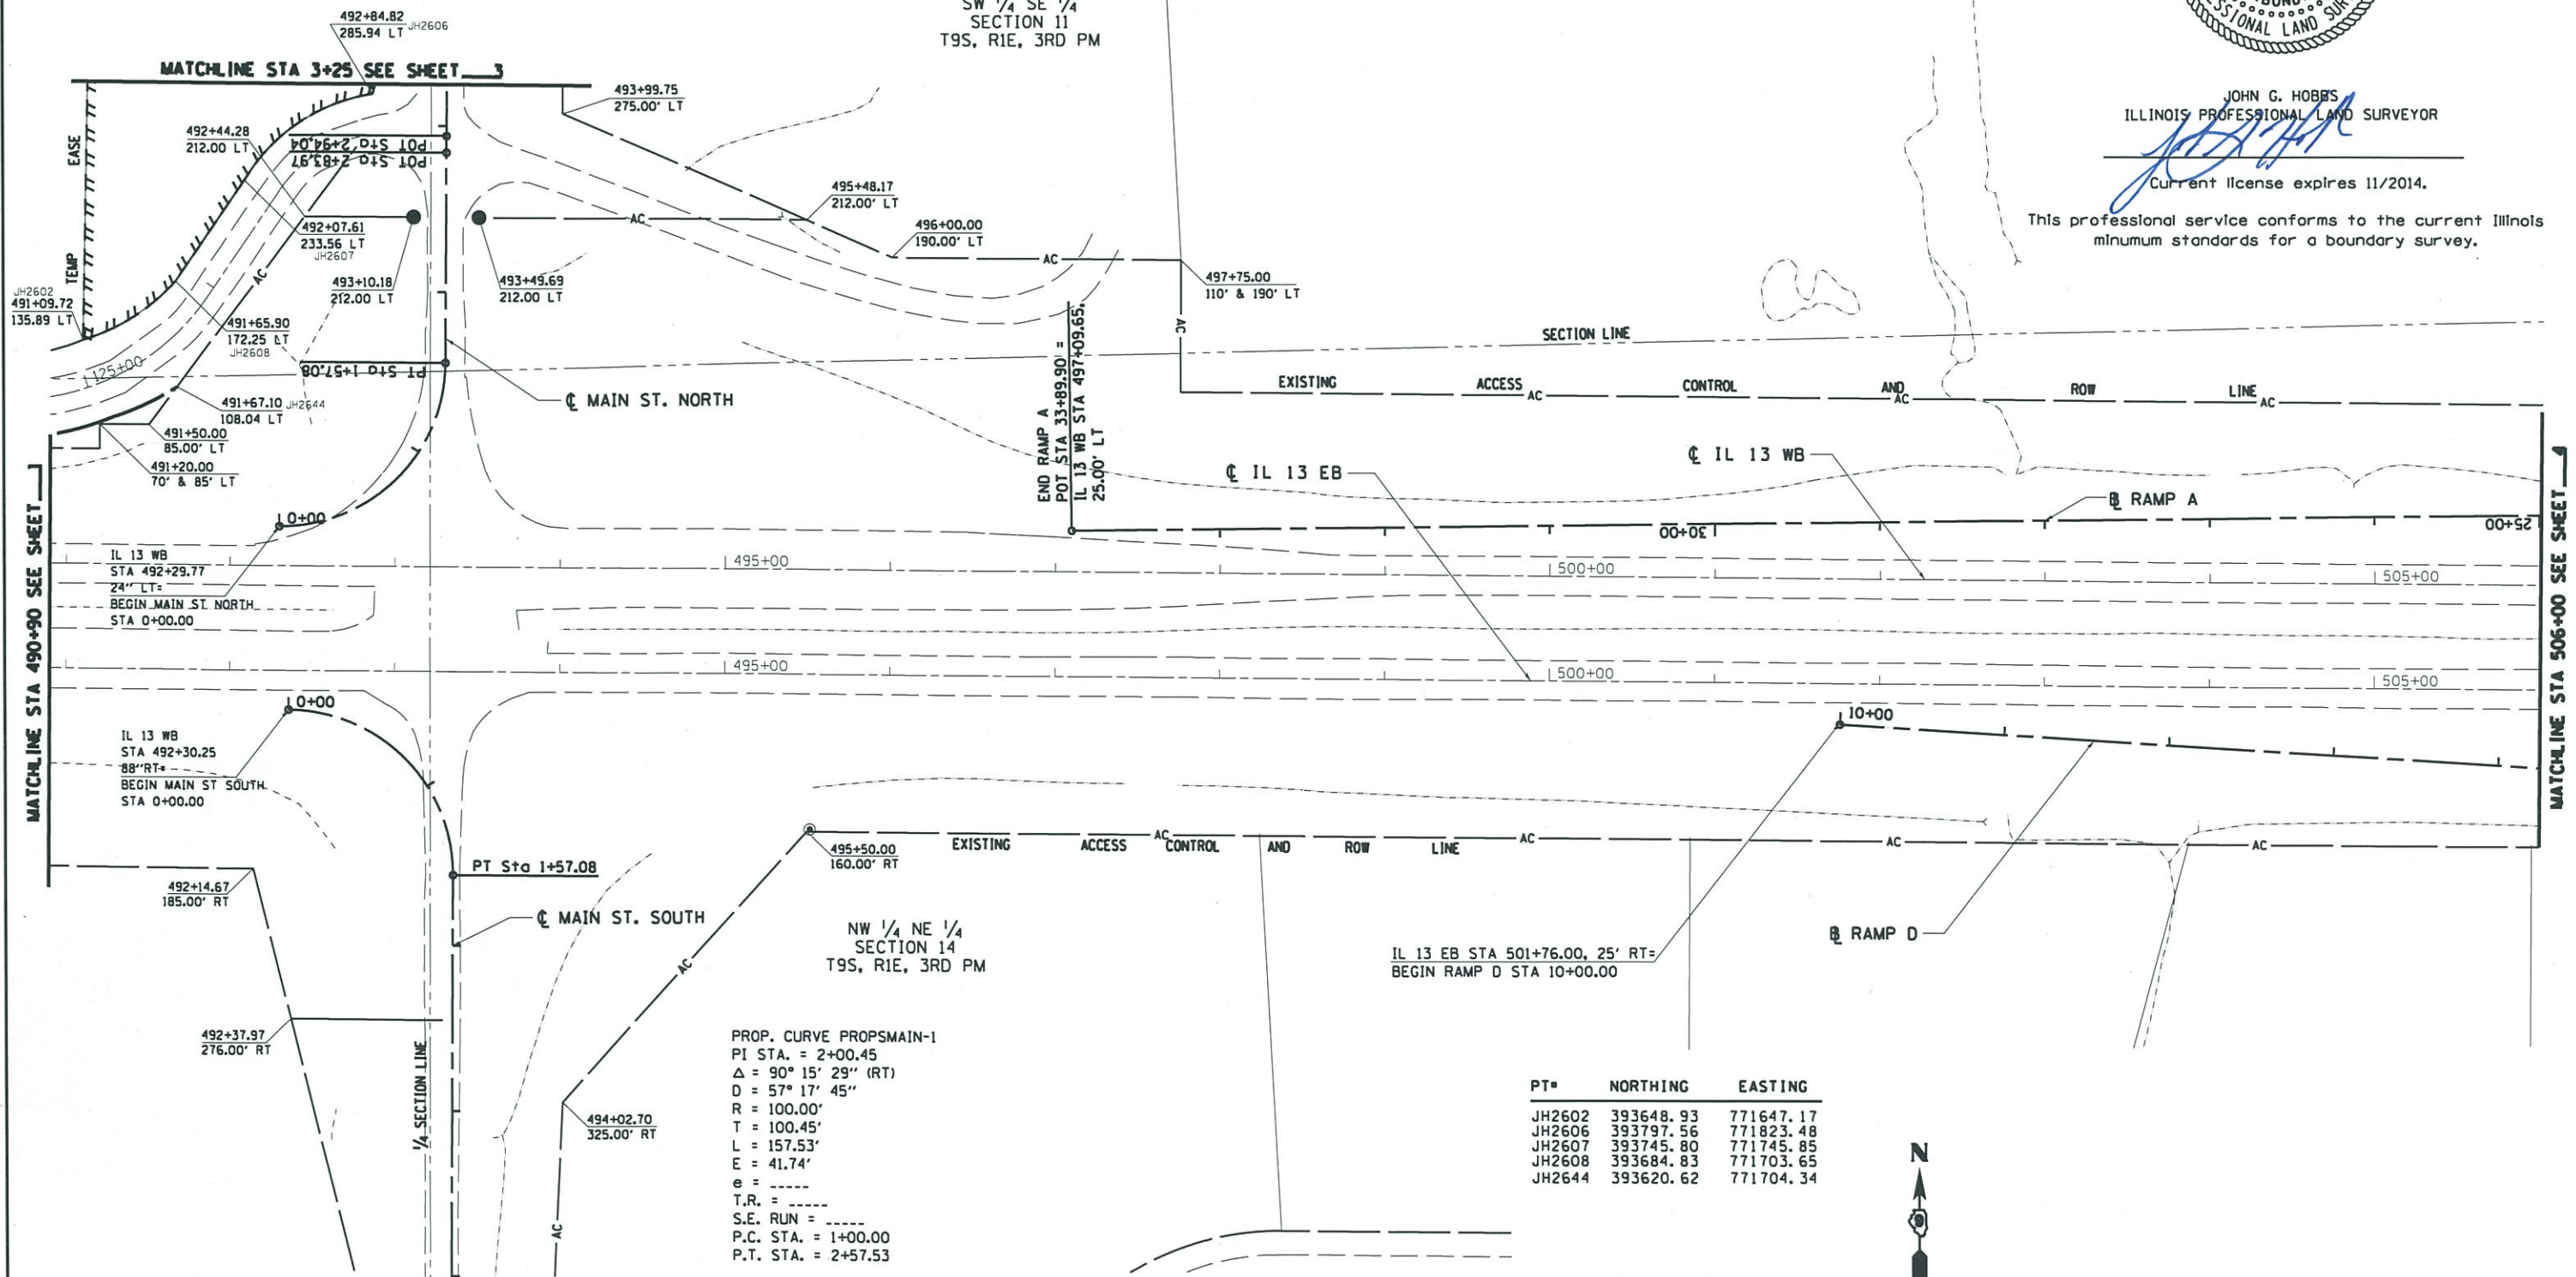 492+84.82
285.94 LT JH2606
SW 1/4 SE 1/4
SECTION 11
T9S, R1E, 3RD PM
MATCHLINE STA 3+25 SEE SHEET 3
493+99.75
275.00' LT
SSIONAL LAND SUR
JOHN G. HOBBS
ILLINOIS PROFESSIONAL LAND SURVEYOR
Current license expires 11/2014.
This professional service conforms to the current Illinois
minumum standards for a boundary survey.
TEMP EASE
492+44.28
212.00 LT
POT Sta 2+94.04
POT Sta 2+83.97
AC
495+48.17
212.00' LT
AC
492+07.61
233.56 LT
JH2607
496+00.00
190.00' LT
AC
AC
493+10.18
212.00 LT
493+49.69
212.00 LT
497+75.00
110' & 190' LT
JH2602
491+09.72
135.89 LT
491+65.90
172.25 LT
JH2608
AC
SECTION LINE
1125+00
PT Sta 1+57.08
EXISTING ACCESS CONTROL AND ROW LINE
AC AC AC
491+67.10 JH2644
108.04 LT
℄ MAIN ST. NORTH
491+50.00
85.00' LT
491+20.00
70' & 85' LT
END RAMP A
POT STA 33+89.90 =
IL 13 WB STA 497+09.65,
25.00' LT
℄ IL 13 EB
℄ IL 13 WB
B RAMP A
MATCHLINE STA 490+90 SEE SHEET
MATCHLINE STA 506+00 SEE SHEET 4
0+00
30+00
25+00
IL 13 WB
STA 492+29.77
24'' LT=
BEGIN MAIN ST NORTH
STA 0+00.00
495+00
500+00
505+00
495+00
500+00
505+00
0+00
10+00
IL 13 WB
STA 492+30.25
88''RT=
BEGIN MAIN ST SOUTH
STA 0+00.00
495+50.00
160.00' RT
EXISTING ACCESS CONTROL AND ROW LINE
AC AC AC AC
PT Sta 1+57.08
492+14.67
185.00' RT
℄ MAIN ST. SOUTH
NW 1/4 NE 1/4
SECTION 14
T9S, R1E, 3RD PM
AC
B RAMP D
IL 13 EB STA 501+76.00, 25' RT=
BEGIN RAMP D STA 10+00.00
492+37.97
276.00' RT
1/4 SECTION LINE
494+02.70
325.00' RT
AC
PROP. CURVE PROPSMAIN-1
PI STA. = 2+00.45
Δ = 90° 15' 29'' (RT)
D = 57° 17' 45''
R = 100.00'
T = 100.45'
L = 157.53'
E = 41.74'
e = _____
T.R. = _____
S.E. RUN = _____
P.C. STA. = 1+00.00
P.T. STA. = 2+57.53
PT# NORTHING EASTING
JH2602 393648.93 771647.17
JH2606 393797.56 771823.48
JH2607 393745.80 771745.85
JH2608 393684.83 771703.65
JH2644 393620.62 771704.34
N